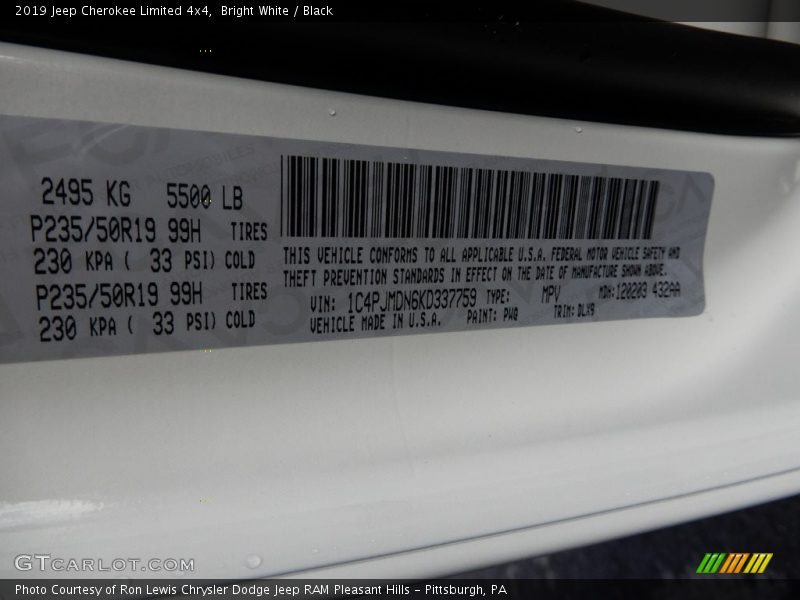 2019 Jeep Cherokee Limited 4x4,  Bright White / Black
2495 KG 5500 LB
P235/50R19 99H TIRES
230 KPA ( 33 PSI) COLD
P235/50R19 99H TIRES
230 KPA ( 33 PSI) COLD
THIS VEHICLE CONFORMS TO ALL APPLICABLE U.S.A. FEDERAL MOTOR VEHICLE SAFETY AND
THEFT PREVENTION STANDARDS IN EFFECT ON THE DATE OF MANUFACTURE SHOWN ABOVE.
VIN: 1C4PJMDN6KD337759 TYPE: MPV MDH:120209 432AA
VEHICLE MADE IN U.S.A. PAINT: PW8 TRIM: DLX9
GTCARLOT.COM
Photo Courtesy of Ron Lewis Chrysler Dodge Jeep RAM Pleasant Hills - Pittsburgh, PA